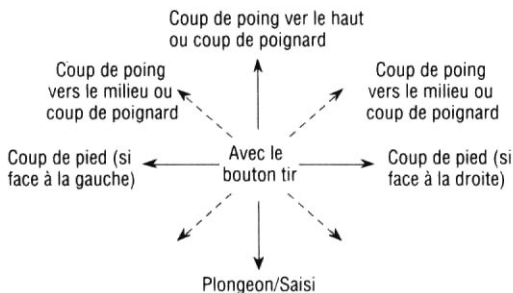 Coup de poing ver le haut
ou coup de poignard
Coup de poing
vers le milieu ou
coup de poignard
Coup de poing
vers le milieu ou
coup de poignard
Coup de pied (si
face à la gauche)
Avec le
bouton tir
Coup de pied (si
face à la droite)
Plongeon/Saisi